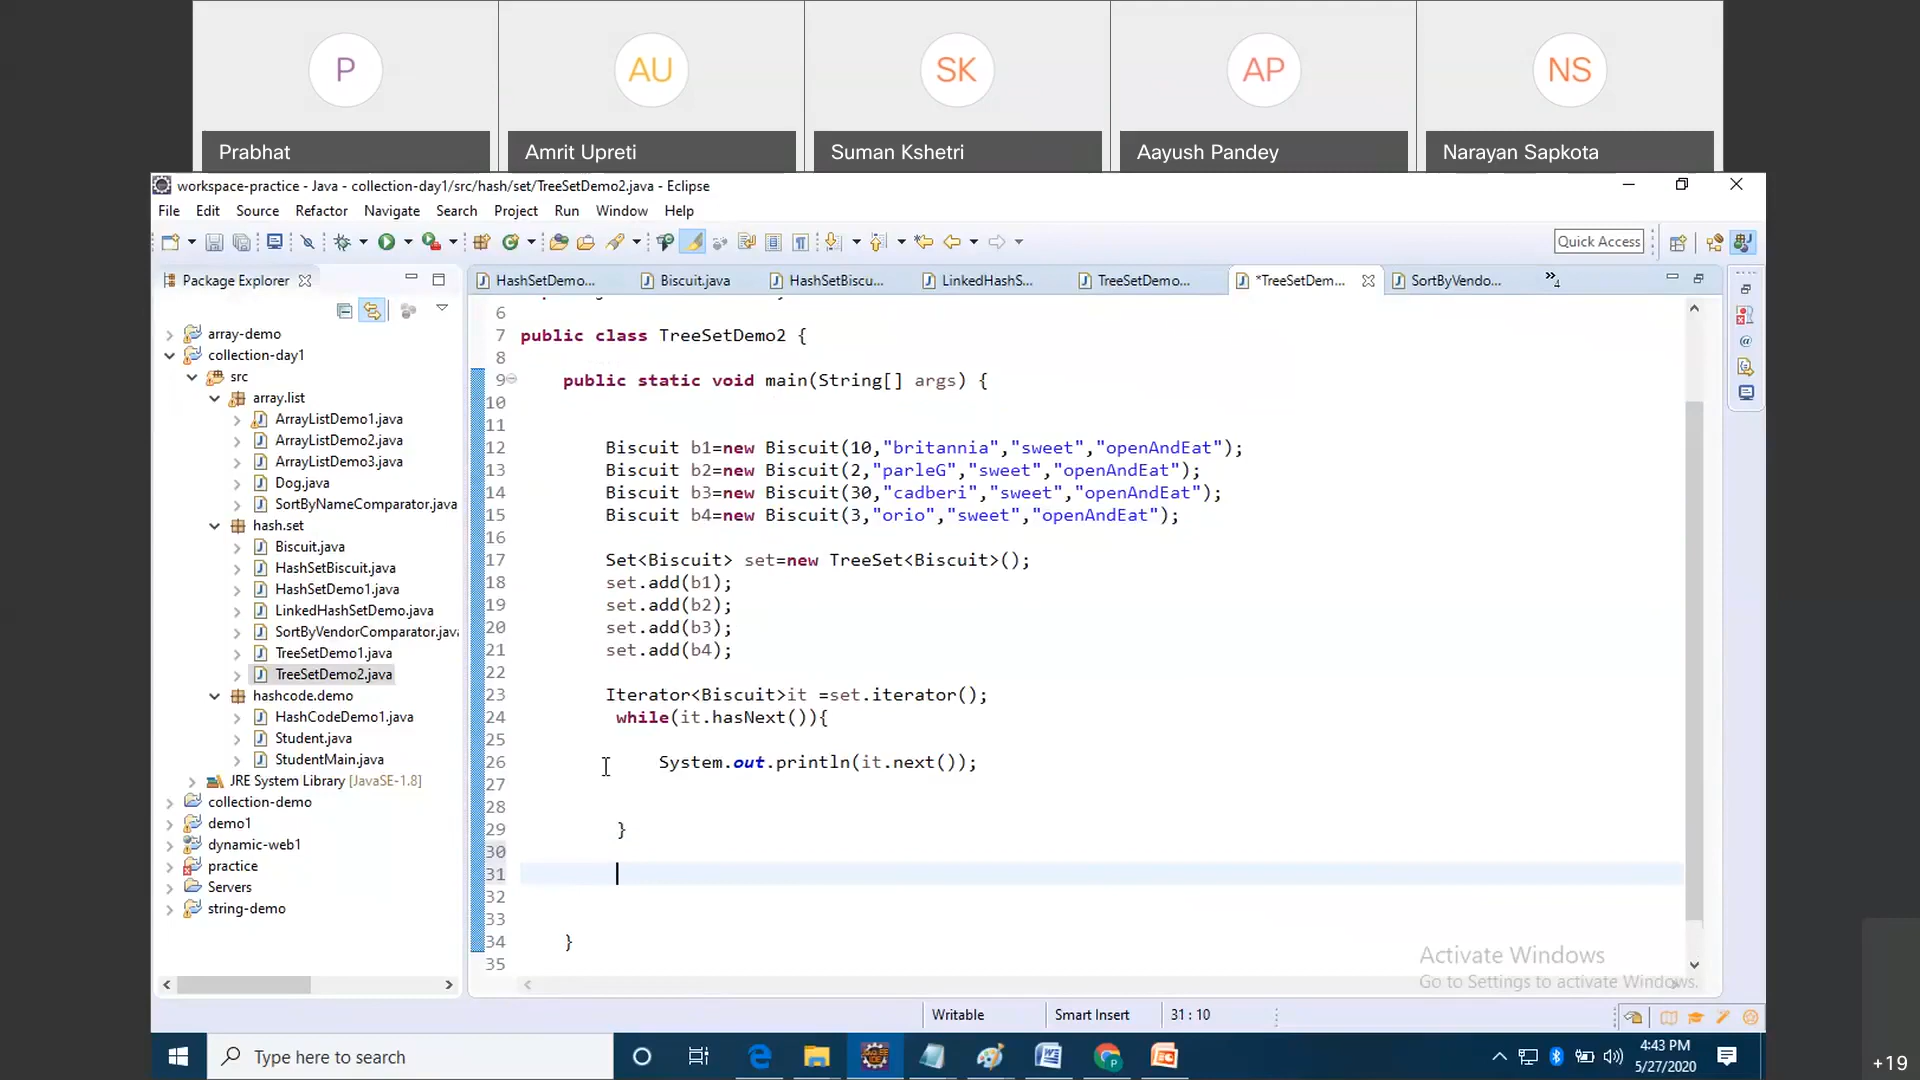 P
AU
SK
AP
NS
Prabhat
Amrit Upreti
Suman Kshetri
Aayush Pandey
Narayan Sapkota
workspace-practice - Java - collection-day1/src/hash/set/TreeSetDemo2.java - Eclipse
File Edit Source Refactor Navigate Search Project Run Window Help
Quick Access
Package Explorer
HashSetDemo...
Biscuit.java
HashSetBiscu...
LinkedHashS...
TreeSetDemo...
*TreeSetDem...
SortByVendo...
»4
array-demo
collection-day1
src
array.list
ArrayListDemo1.java
ArrayListDemo2.java
ArrayListDemo3.java
Dog.java
SortByNameComparator.java
hash.set
Biscuit.java
HashSetBiscuit.java
HashSetDemo1.java
LinkedHashSetDemo.java
SortByVendorComparator.java
TreeSetDemo1.java
TreeSetDemo2.java
hashcode.demo
HashCodeDemo1.java
Student.java
StudentMain.java
JRE System Library [JavaSE-1.8]
collection-demo
demo1
dynamic-web1
practice
Servers
string-demo
6
7 public class TreeSetDemo2 {
8
9 public static void main(String[] args) {
10
11
12 Biscuit b1=new Biscuit(10,"britannia","sweet","openAndEat");
13 Biscuit b2=new Biscuit(2,"parleG","sweet","openAndEat");
14 Biscuit b3=new Biscuit(30,"cadberi","sweet","openAndEat");
15 Biscuit b4=new Biscuit(3,"orio","sweet","openAndEat");
16
17 Set<Biscuit> set=new TreeSet<Biscuit>();
18 set.add(b1);
19 set.add(b2);
20 set.add(b3);
21 set.add(b4);
22
23 Iterator<Biscuit>it =set.iterator();
24 while(it.hasNext()){
25
26 System.out.println(it.next());
27
28
29 }
30
31
32
33
34 }
35
Activate Windows
Go to Settings to activate Windows.
Writable
Smart Insert
31 : 10
Type here to search
4:43 PM
5/27/2020
+19